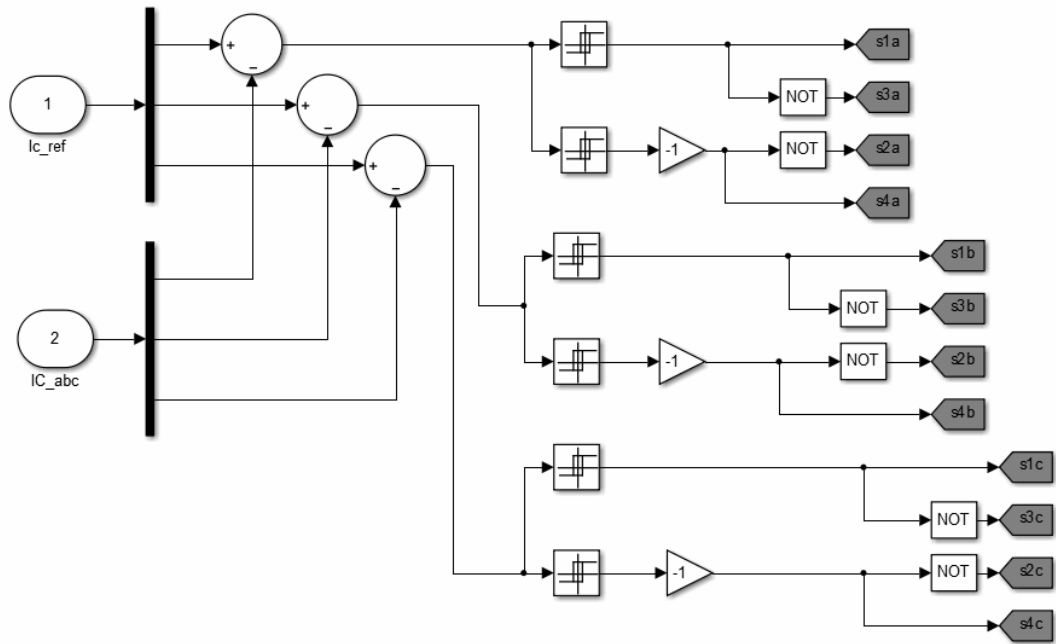 1
Ic_ref
2
IC_abc
+
−
+
−
+
−
s1a
NOT
s3a
-1
NOT
s2a
s4a
s1b
NOT
s3b
-1
NOT
s2b
s4b
s1c
NOT
s3c
-1
NOT
s2c
s4c